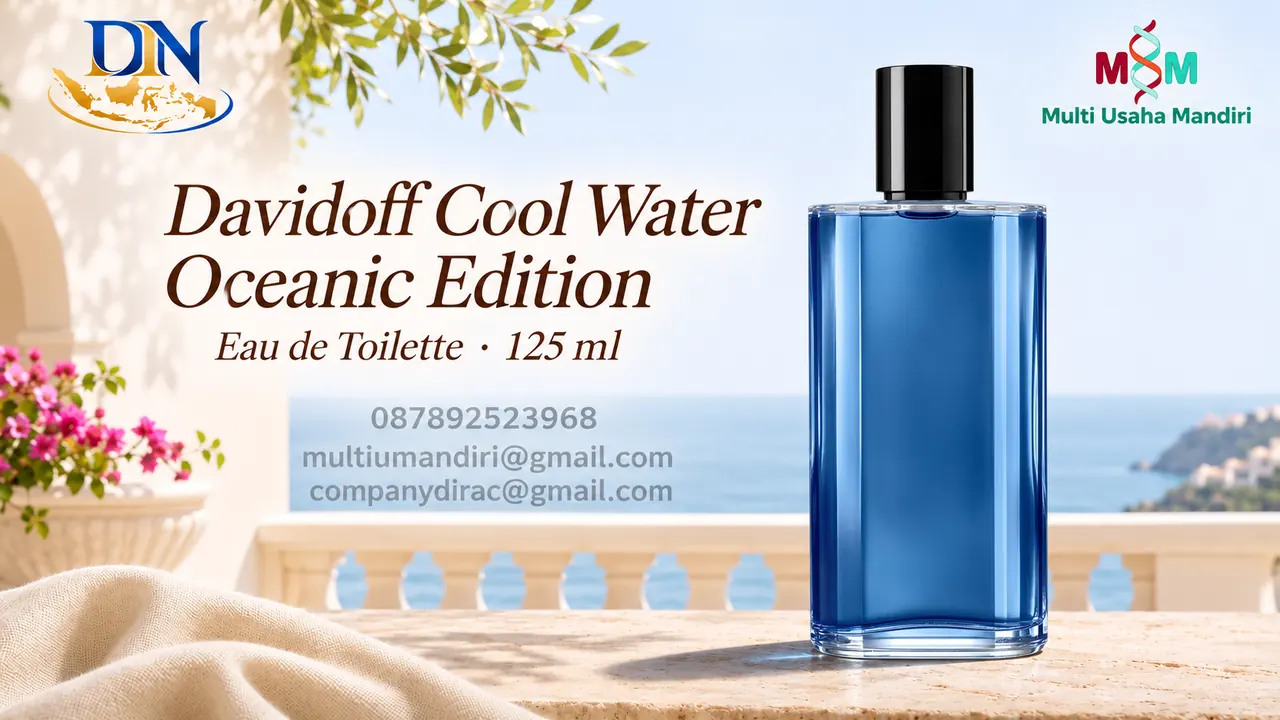 DN
MM
Multi Usaha Mandiri
Davidoff Cool Water
Oceanic Edition
Eau de Toilette · 125 ml
087892523968
multiumandiri@gmail.com
companydirac@gmail.com